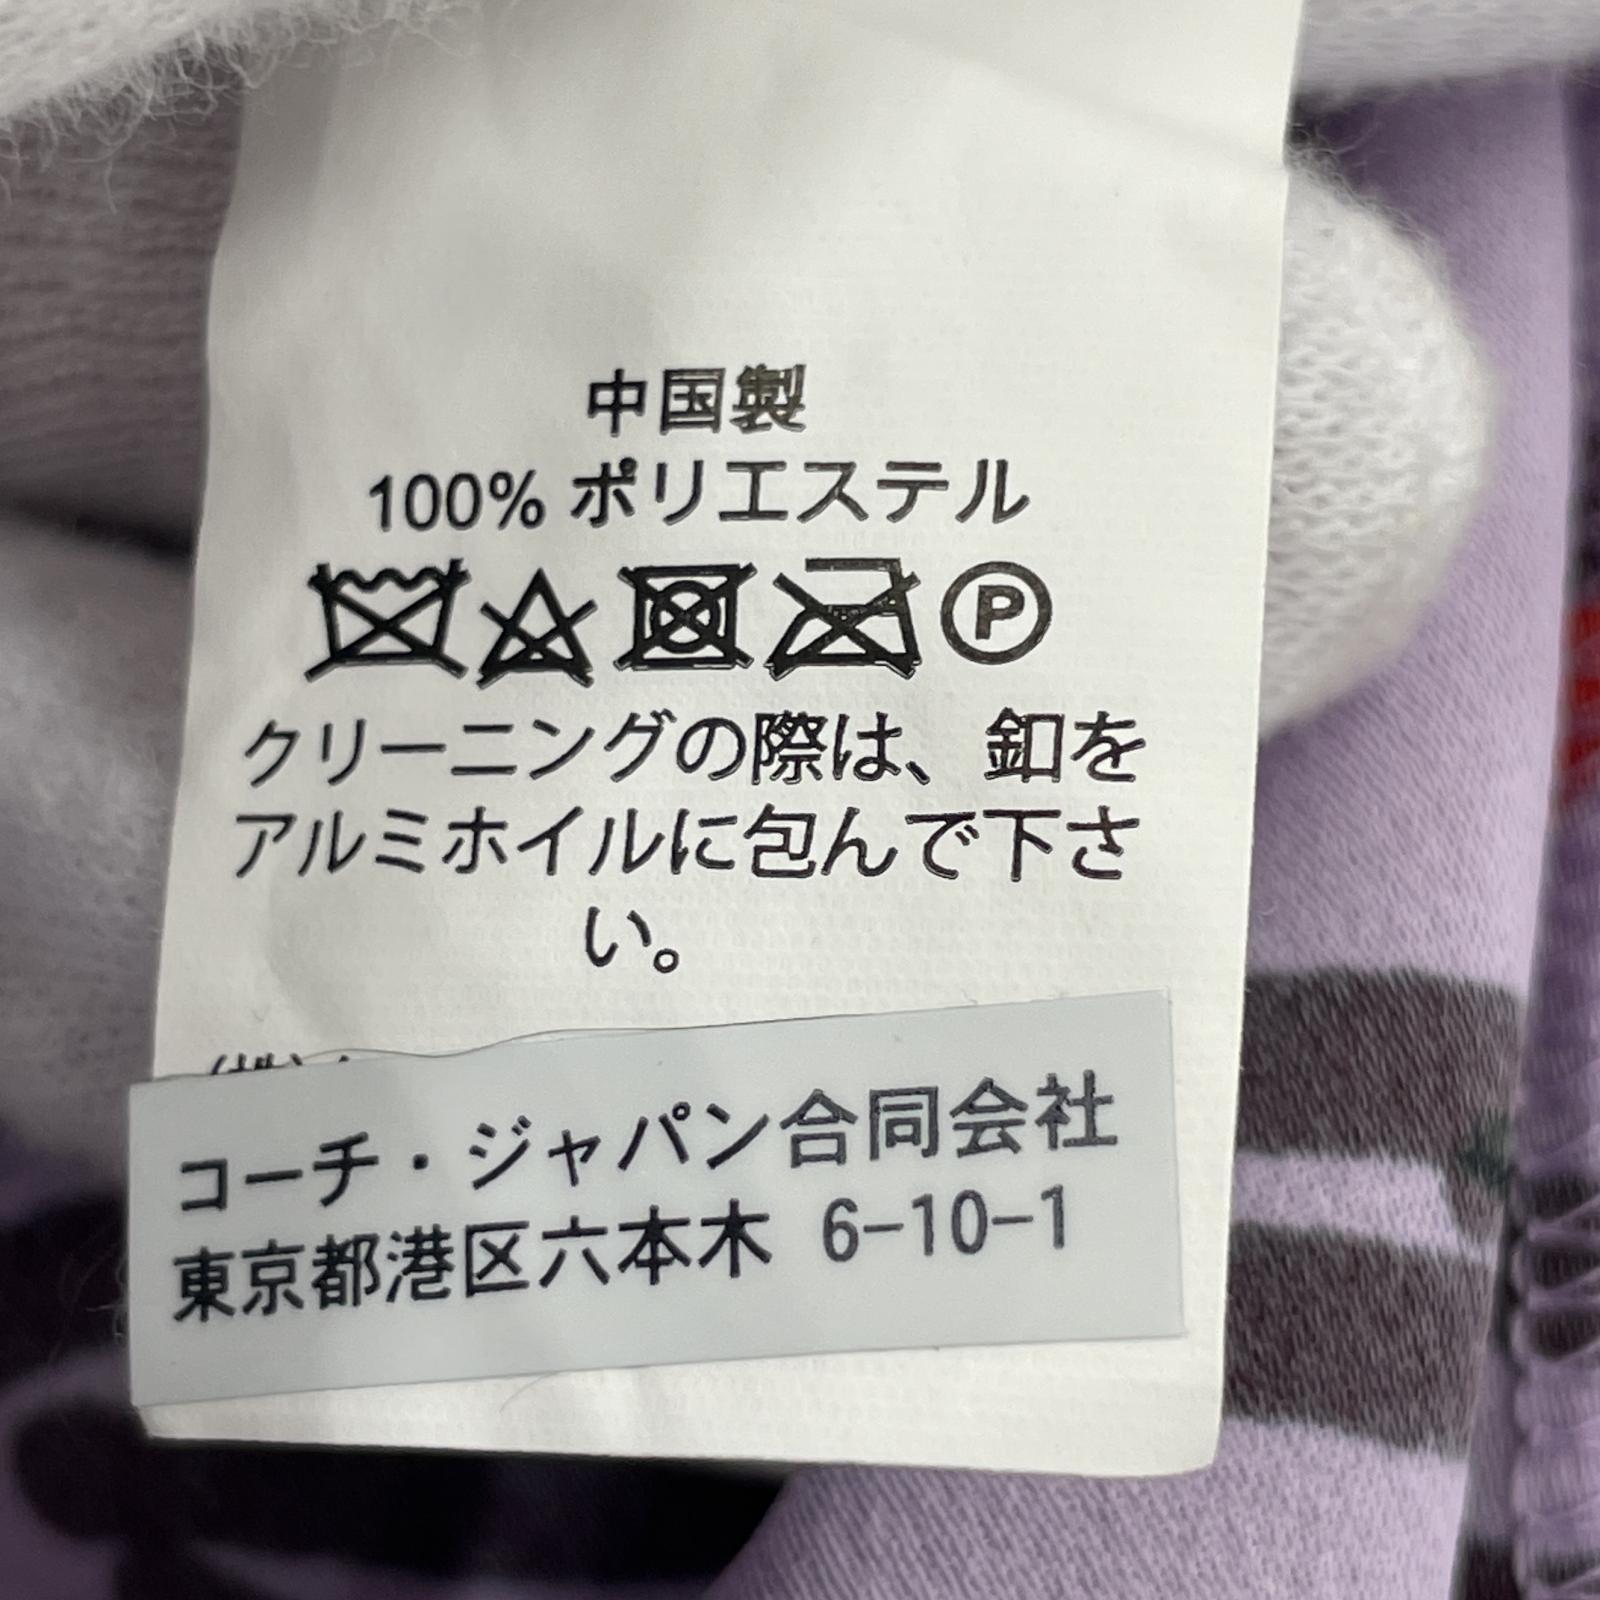 中国製
100% ポリエステル
P
クリーニングの際は、釦を
アルミホイルに包んで下さ
い。
コーチ・ジャパン合同会社
東京都港区六本木 6-10-1